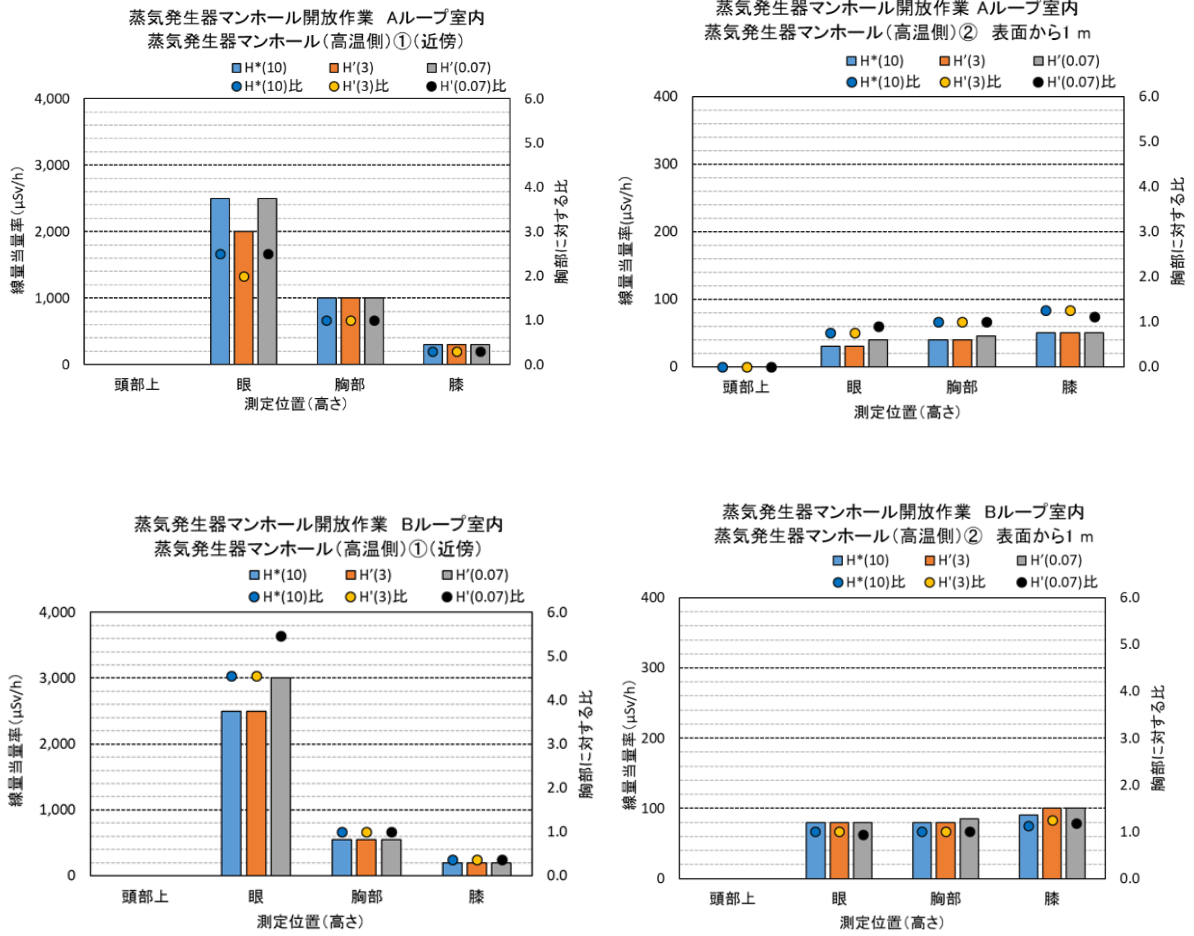 蒸気発生器マンホール開放作業 Aループ室内
蒸気発生器マンホール(高温側)①(近傍)
H*(10) H'(3) H'(0.07)
H*(10)比 H'(3)比 H'(0.07)比
4,000
3,000
2,000
1,000
0
線量当量率(μSv/h)
6.0
5.0
4.0
3.0
2.0
1.0
0.0
胸部に対する比
頭部上 眼 胸部 膝
測定位置(高さ)
蒸気発生器マンホール開放作業 Aループ室内
蒸気発生器マンホール(高温側)② 表面から1 m
H*(10) H'(3) H'(0.07)
H*(10)比 H'(3)比 H'(0.07)比
400
300
200
100
0
線量当量率(μSv/h)
6.0
5.0
4.0
3.0
2.0
1.0
0.0
胸部に対する比
頭部上 眼 胸部 膝
測定位置(高さ)
蒸気発生器マンホール開放作業 Bループ室内
蒸気発生器マンホール(高温側)①(近傍)
H*(10) H'(3) H'(0.07)
H*(10)比 H'(3)比 H'(0.07)比
4,000
3,000
2,000
1,000
0
線量当量率(μSv/h)
6.0
5.0
4.0
3.0
2.0
1.0
0.0
胸部に対する比
頭部上 眼 胸部 膝
測定位置(高さ)
蒸気発生器マンホール開放作業 Bループ室内
蒸気発生器マンホール(高温側)② 表面から1 m
H*(10) H'(3) H'(0.07)
H*(10)比 H'(3)比 H'(0.07)比
400
300
200
100
0
線量当量率(μSv/h)
6.0
5.0
4.0
3.0
2.0
1.0
0.0
胸部に対する比
頭部上 眼 胸部 膝
測定位置(高さ)